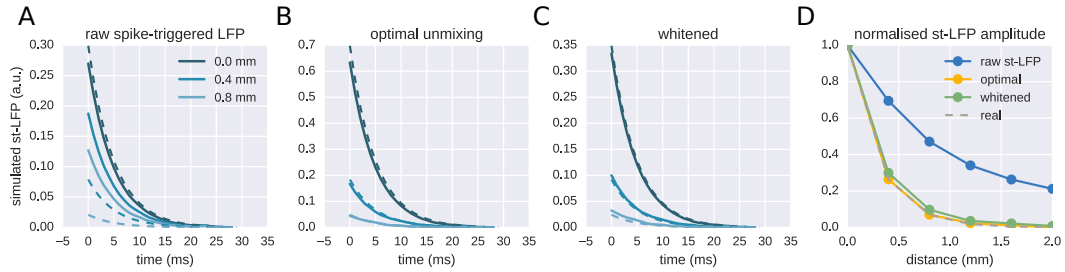 A
raw spike-triggered LFP
simulated st-LFP (a.u.)
0.30
0.25
0.20
0.15
0.10
0.05
0.00
0.0 mm
0.4 mm
0.8 mm
−5 0 5 10 15 20 25 30 35
time (ms)
B
optimal unmixing
0.7
0.6
0.5
0.4
0.3
0.2
0.1
0.0
−5 0 5 10 15 20 25 30 35
time (ms)
C
whitened
0.35
0.30
0.25
0.20
0.15
0.10
0.05
0.00
−5 0 5 10 15 20 25 30 35
time (ms)
D
normalised st-LFP amplitude
1.0
0.8
0.6
0.4
0.2
0.0
raw st-LFP
optimal
whitened
real
0.0 0.4 0.8 1.2 1.6 2.0
distance (mm)